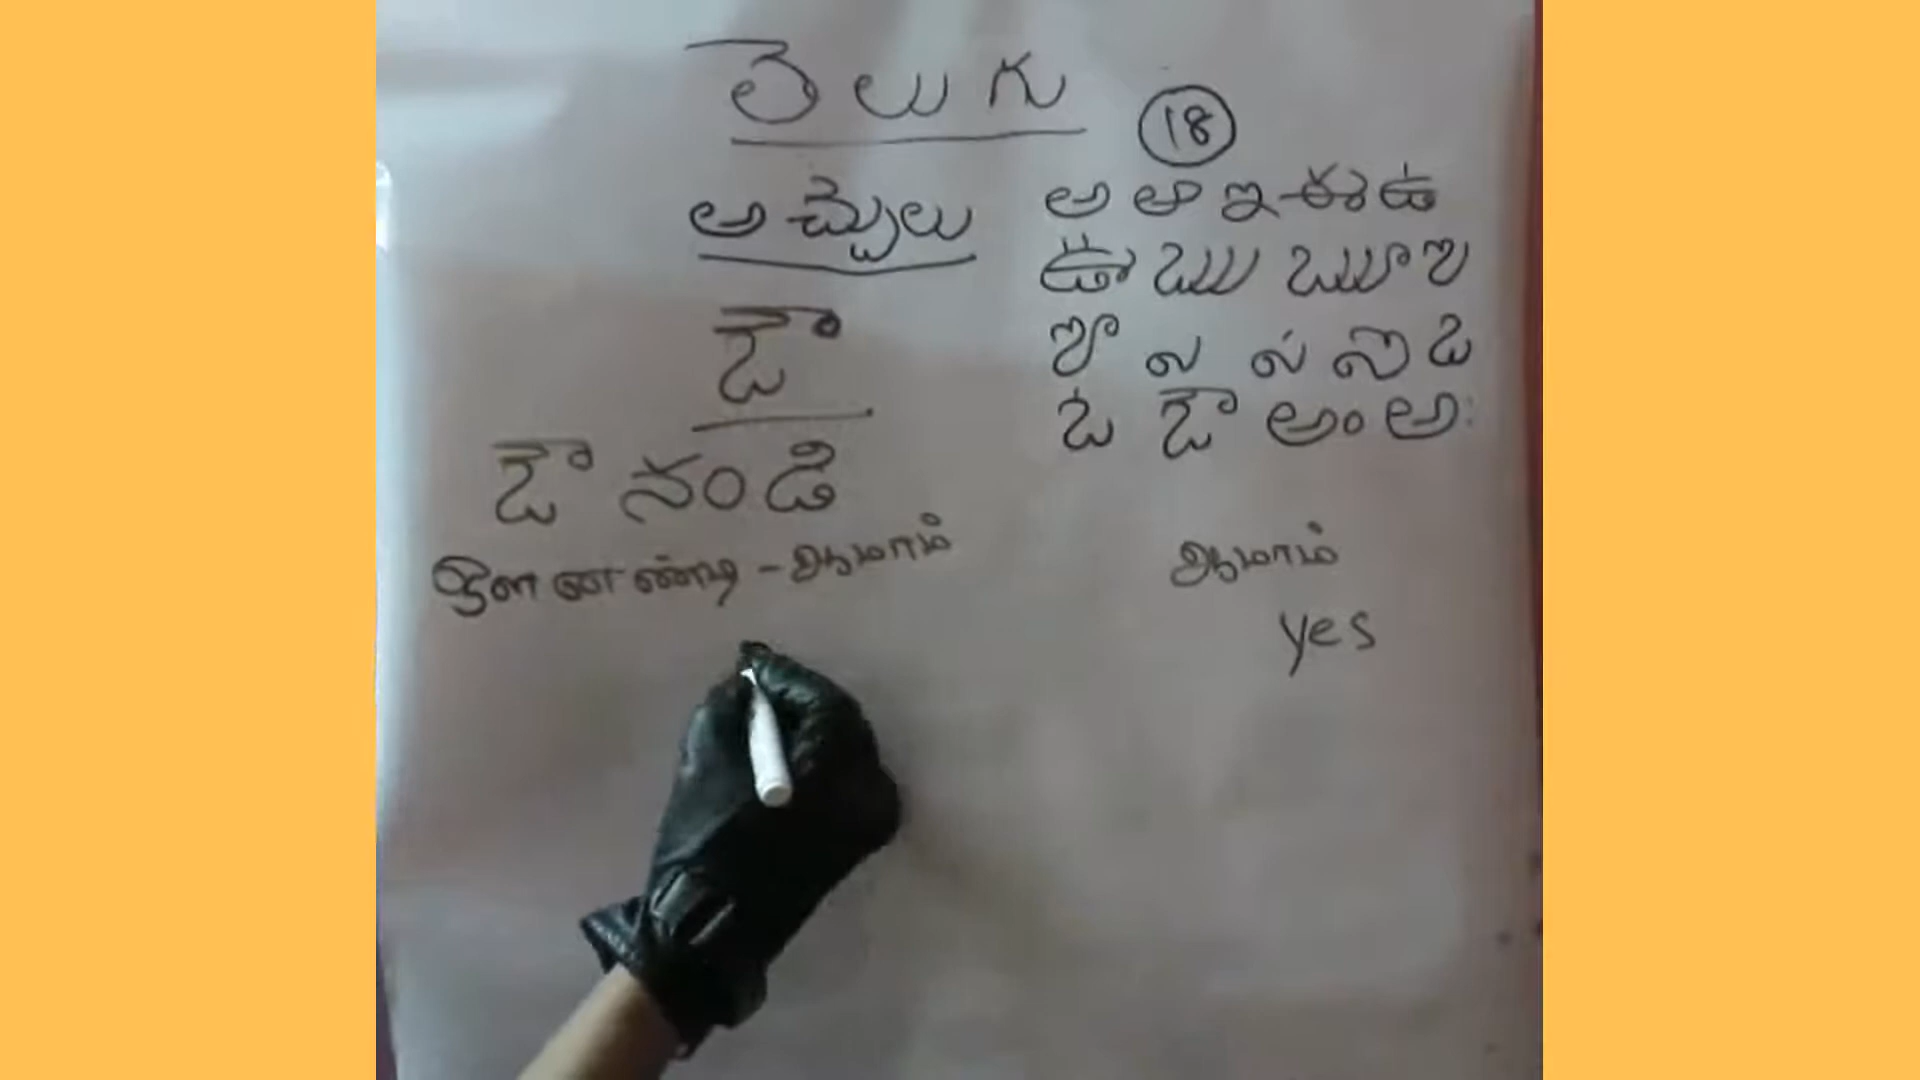 తెలుగు
18
అచ్చులు
అ ఆ ఇ ఈ ఉ
ఊ ఋ ౠ ఎ
ఏ
ఒ
ఓ ఔ అం అః
ఔ
ఔనండి
ஔனண்டி - ஆமாம்
ஆமாம்
yes